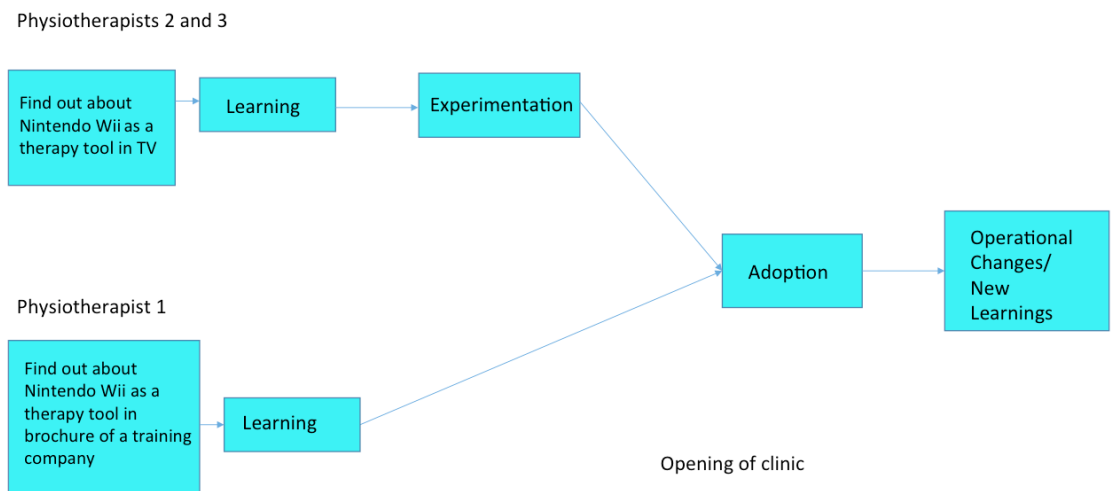 Physiotherapists 2 and 3
Find out about
Nintendo Wii as a
therapy tool in TV
Learning
Experimentation
Adoption
Operational
Changes/
New
Learnings
Physiotherapist 1
Find out about
Nintendo Wii as a
therapy tool in
brochure of a training
company
Learning
Opening of clinic